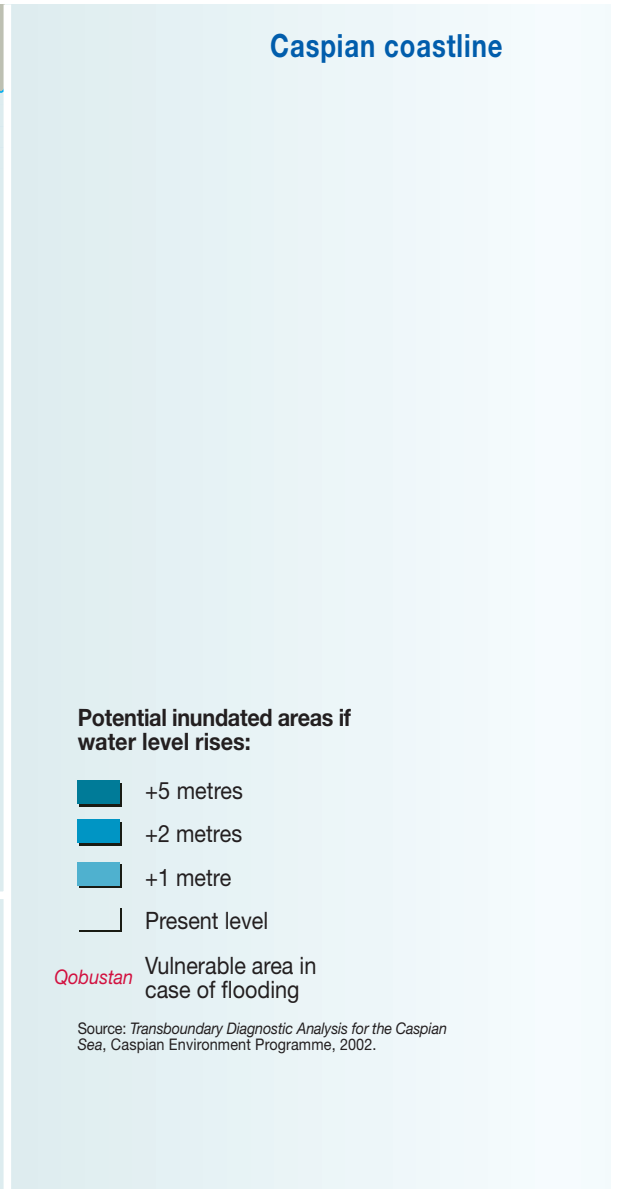 Caspian coastline
Potential inundated areas if
water level rises:
+5 metres
+2 metres
+1 metre
Present level
Qobustan
Vulnerable area in
case of flooding
Source: Transboundary Diagnostic Analysis for the Caspian
Sea, Caspian Environment Programme, 2002.